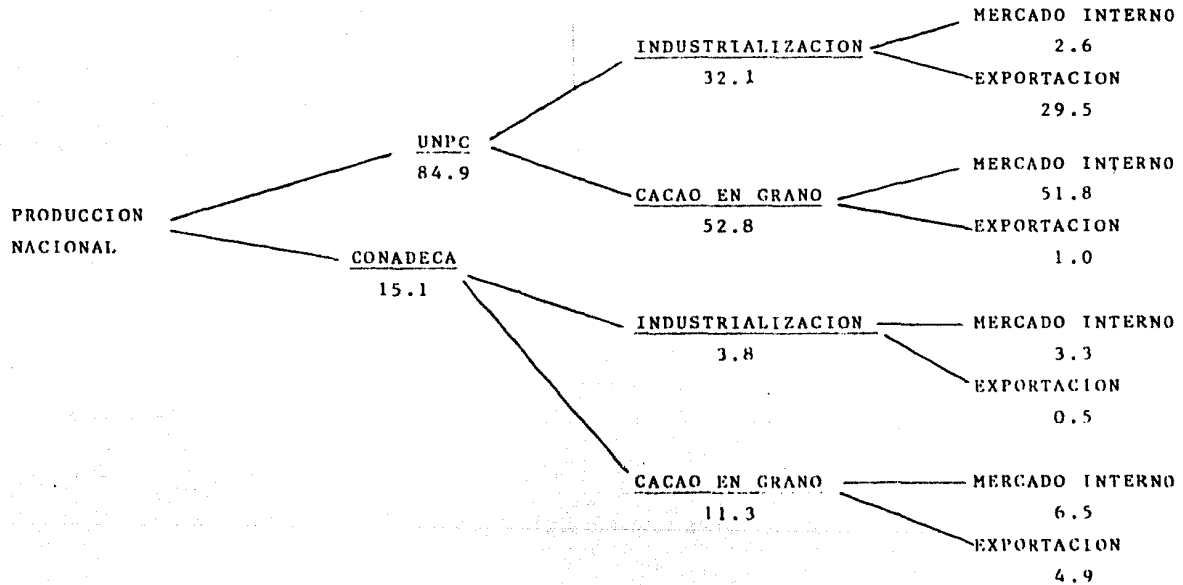 MERCADO INTERNO
2.6
INDUSTRIALIZACION
32.1
EXPORTACION
29.5
UNPC
84.9
MERCADO INTERNO
51.8
CACAO EN GRANO
52.8
EXPORTACION
1.0
PRODUCCION
NACIONAL
CONADECA
15.1
INDUSTRIALIZACION
3.8
MERCADO INTERNO
3.3
EXPORTACION
0.5
CACAO EN GRANO
11.3
MERCADO INTERNO
6.5
EXPORTACION
4.9